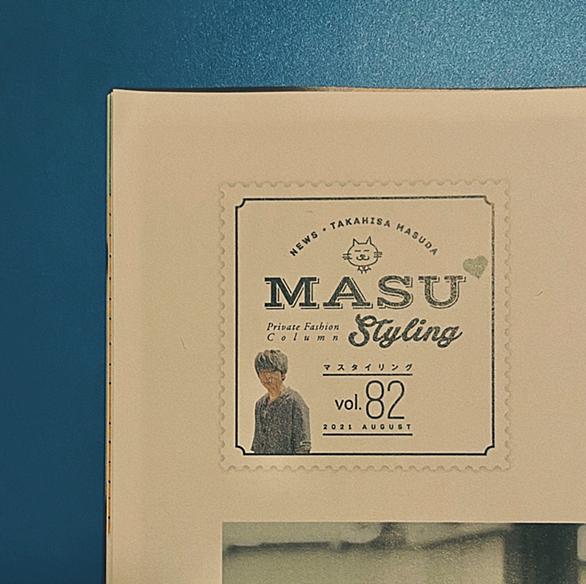 NEWS • TAKAHISA MASUDA
MASU
Private Fashion
Column
Styling
マスタイリング
vol.82
2021 AUGUST